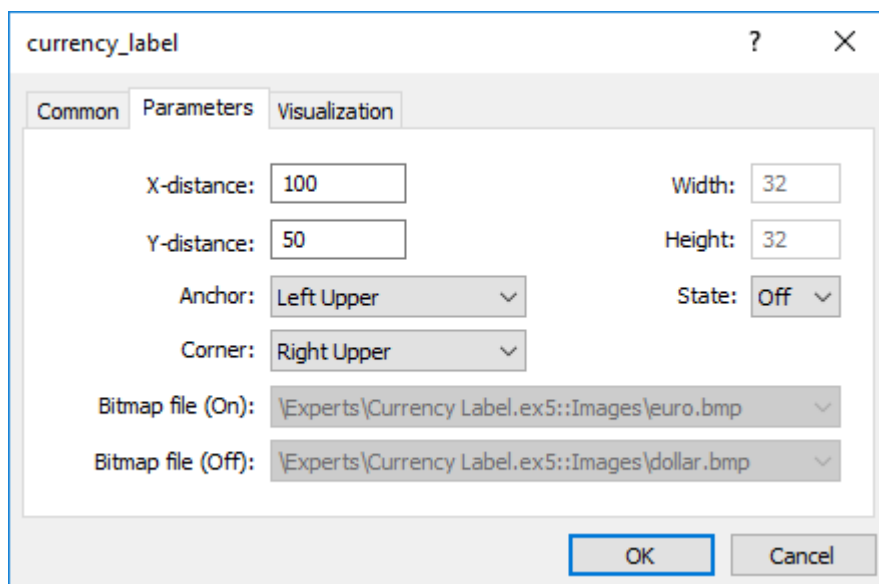 currency_label ?
Common Parameters Visualization
X-distance: 100 Width: 32
Y-distance: 50 Height: 32
Anchor: Left Upper State: Off
Corner: Right Upper
Bitmap file (On): \Experts\Currency Label.ex5::Images\euro.bmp
Bitmap file (Off): \Experts\Currency Label.ex5::Images\dollar.bmp
OK Cancel